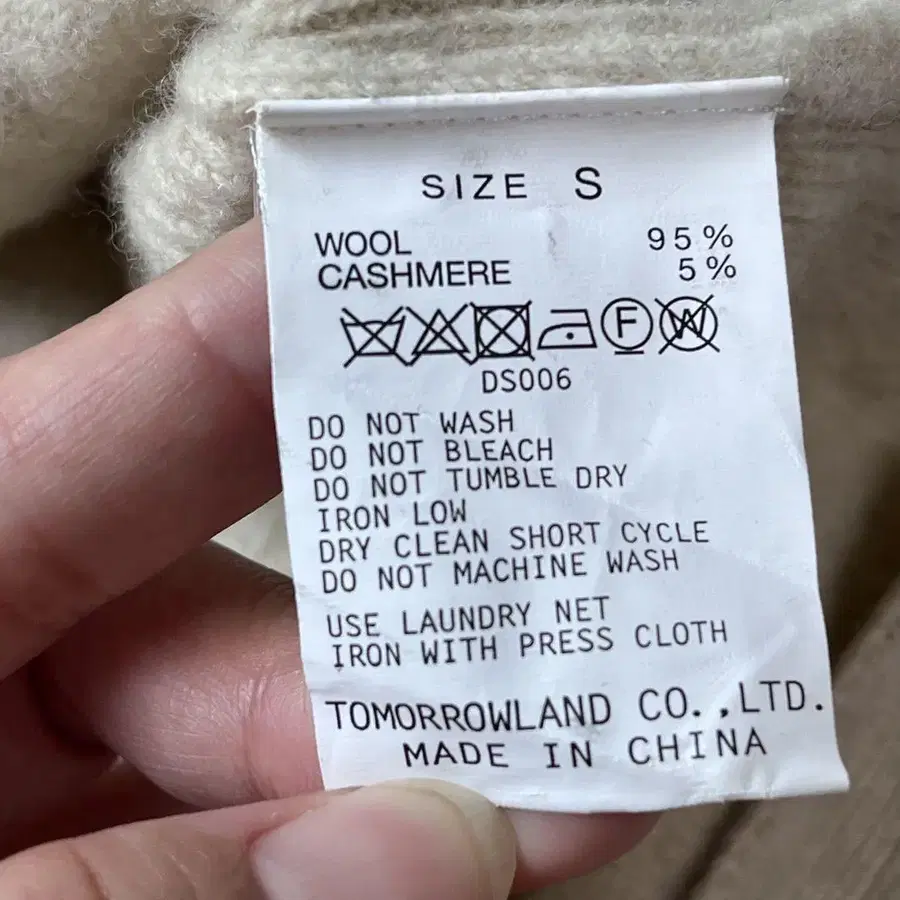 SIZE S
WOOL 95%
CASHMERE 5%
F W
DS006
DO NOT WASH
DO NOT BLEACH
DO NOT TUMBLE DRY
IRON LOW
DRY CLEAN SHORT CYCLE
DO NOT MACHINE WASH
USE LAUNDRY NET
IRON WITH PRESS CLOTH
TOMORROWLAND CO.,LTD.
MADE IN CHINA